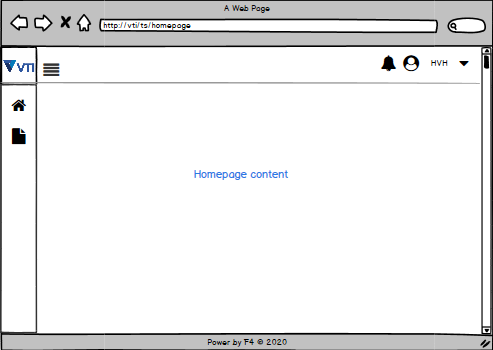 A Web Page
http://vti/ts/homepage
VTI
HVH
Homepage content
Power by F4 © 2020